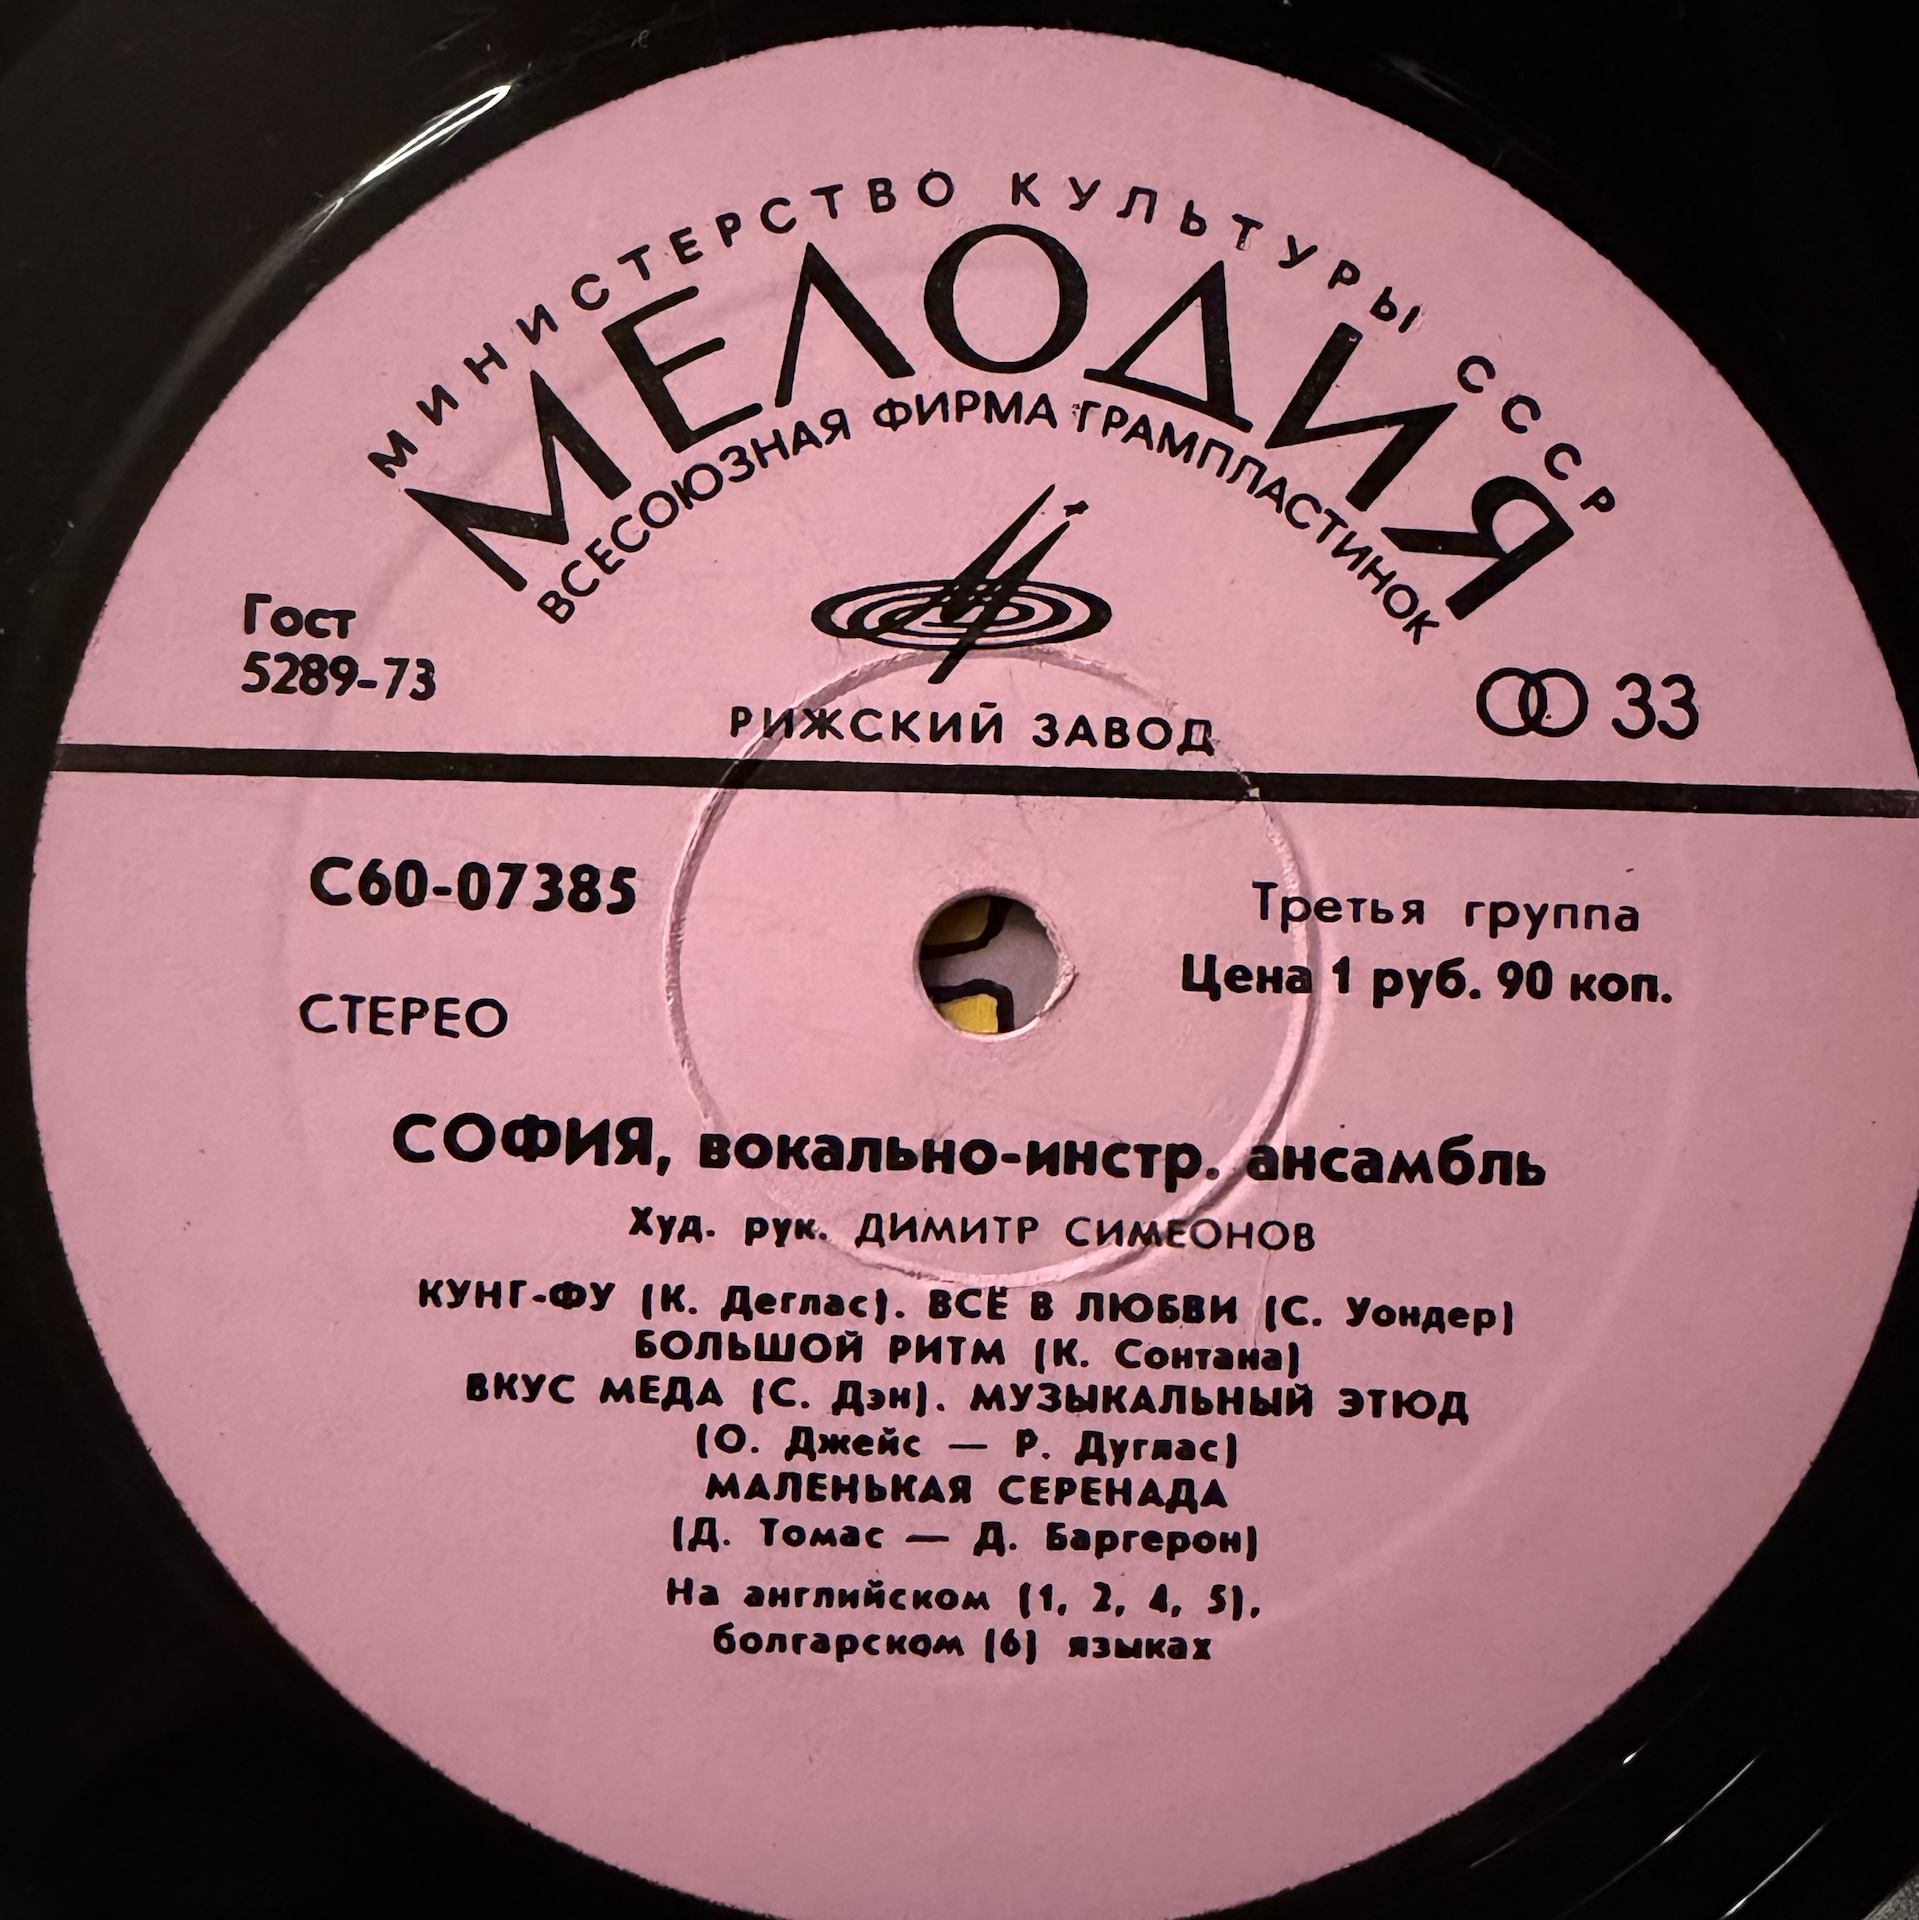 МИНИСТЕРСТВО КУЛЬТУРЫ СССР
МЕЛОДИЯ
ВСЕСОЮЗНАЯ ФИРМА ГРАМПЛАСТИНОК
Гост
5289-73
РИЖСКИЙ ЗАВОД
33
С60-07385
Третья группа
Цена 1 руб. 90 коп.
СТЕРЕО
СОФИЯ, вокально-инстр. ансамбль
Худ. рук. ДИМИТР СИМЕОНОВ
КУНГ-ФУ (К. Деглас). ВСЁ В ЛЮБВИ (С. Уондер)
БОЛЬШОЙ РИТМ (К. Сонтана)
ВКУС МЕДА (С. Дэн). МУЗЫКАЛЬНЫЙ ЭТЮД
(О. Джейс — Р. Дуглас)
МАЛЕНЬКАЯ СЕРЕНАДА
(Д. Томас — Д. Баргерон)
На английском (1, 2, 4, 5),
болгарском (6) языках